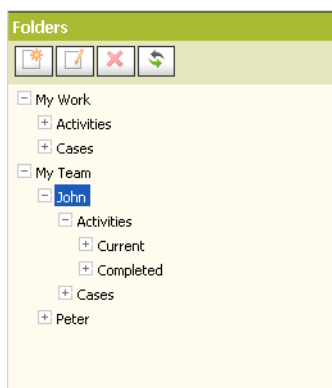 Folders
My Work
Activities
Cases
My Team
John
Activities
Current
Completed
Cases
Peter